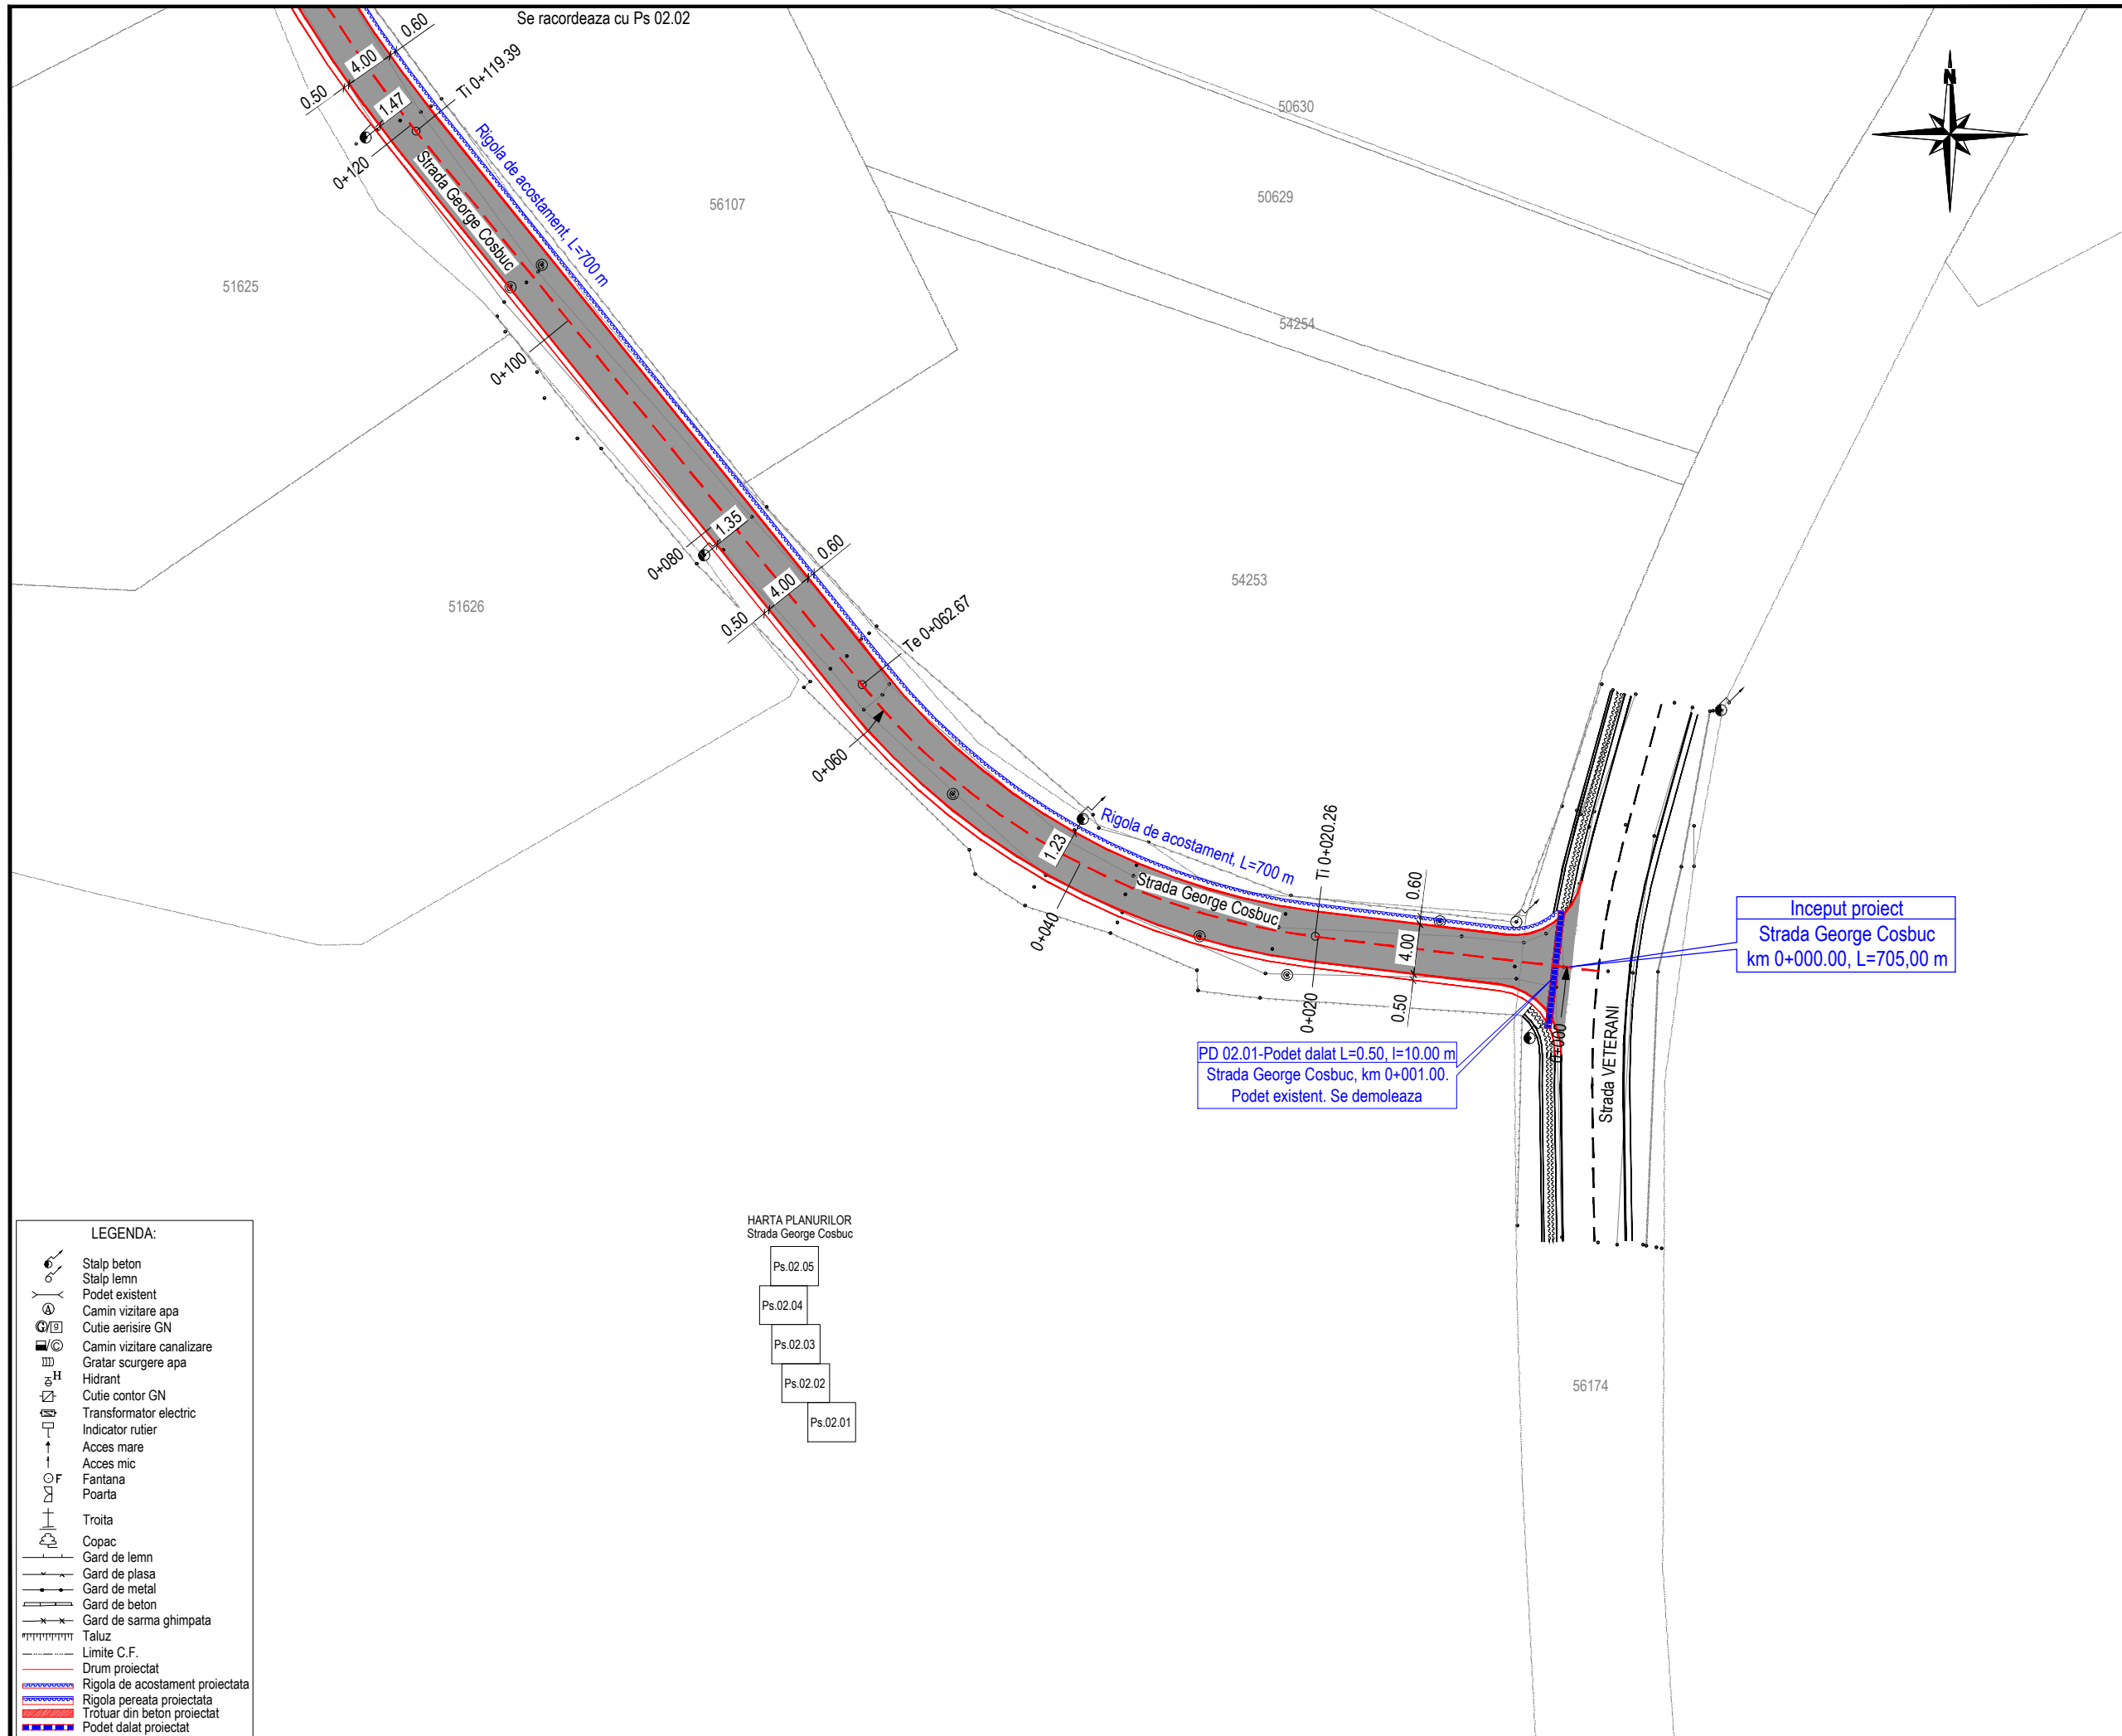 Se racordeaza cu Ps 02.02
0.60
4.00
0.50
1.47
Ti 0+119.39
0+120
Strada George Cosbuc
Rigola de acostament, L=700 m
N
50630
50629
56107
51625
54254
0+100
1.35
0+080
0.60
4.00
0.50
51626
54253
Te 0+062.67
0+060
1.23
Rigola de acostament, L=700 m
Strada George Cosbuc
0+040
Ti 0+020.26
0+020
0.60
4.00
0.50
Inceput proiect
Strada George Cosbuc
km 0+000.00, L=705,00 m
0+000
Strada VETERANI
PD 02.01-Podet dalat L=0.50, l=10.00 m
Strada George Cosbuc, km 0+001.00.
Podet existent. Se demoleaza
56174
HARTA PLANURILOR
Strada George Cosbuc
Ps.02.05
Ps.02.04
Ps.02.03
Ps.02.02
Ps.02.01
LEGENDA:
Stalp beton
Stalp lemn
Podet existent
A Camin vizitare apa
G/g Cutie aerisire GN
/C Camin vizitare canalizare
Gratar scurgere apa
H Hidrant
Cutie contor GN
Transformator electric
Indicator rutier
Acces mare
Acces mic
F Fantana
Poarta
Troita
Copac
Gard de lemn
Gard de plasa
Gard de metal
Gard de beton
Gard de sarma ghimpata
Taluz
Limite C.F.
Drum proiectat
Rigola de acostament proiectata
Rigola pereata proiectata
Trotuar din beton proiectat
Podet dalat proiectat